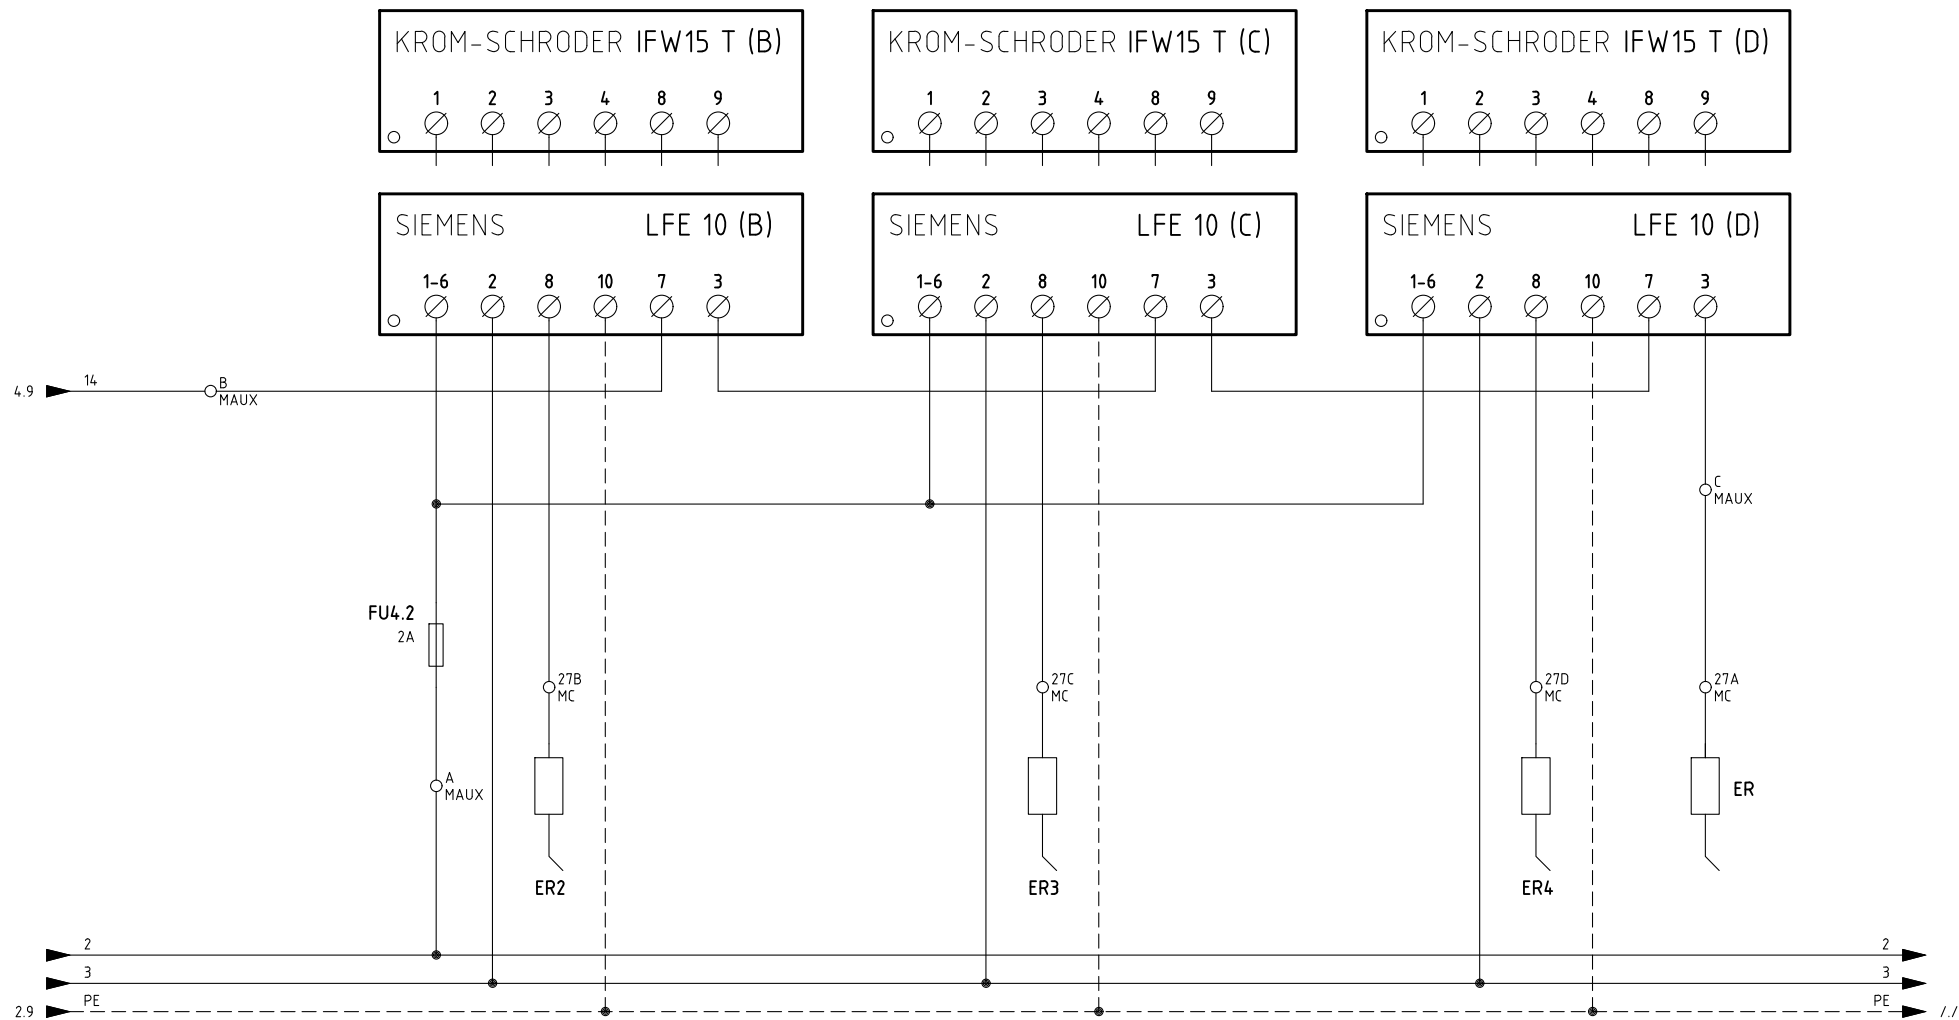 KROM-SCHRODER IFW15 T (B)
1 2 3 4 8 9
KROM-SCHRODER IFW15 T (C)
1 2 3 4 8 9
KROM-SCHRODER IFW15 T (D)
1 2 3 4 8 9
SIEMENS LFE 10 (B)
1-6 2 8 10 7 3
SIEMENS LFE 10 (C)
1-6 2 8 10 7 3
SIEMENS LFE 10 (D)
1-6 2 8 10 7 3
4.9
14
B
MAUX
C
MAUX
FU4.2
2A
27B
MC
27C
MC
27D
MC
27A
MC
A
MAUX
ER
ER2
ER3
ER4
2
2
3
3
2.9
PE
PE
/./